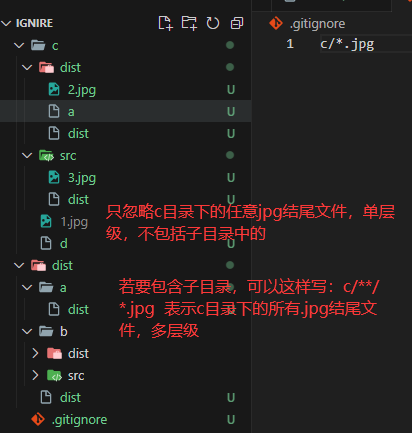 IGNIRE
c
dist
2.jpg U
a U
dist U
src
3.jpg U
1.jpg
d U
dist
a
dist U
b
dist
src
dist U
.gitignore U
.gitignore
1 c/*.jpg
只忽略c目录下的任意jpg结尾文件，单层
级，不包括子目录中的
若要包含子目录，可以这样写：c/**/
*.jpg 表示c目录下的所有.jpg结尾文
件，多层级